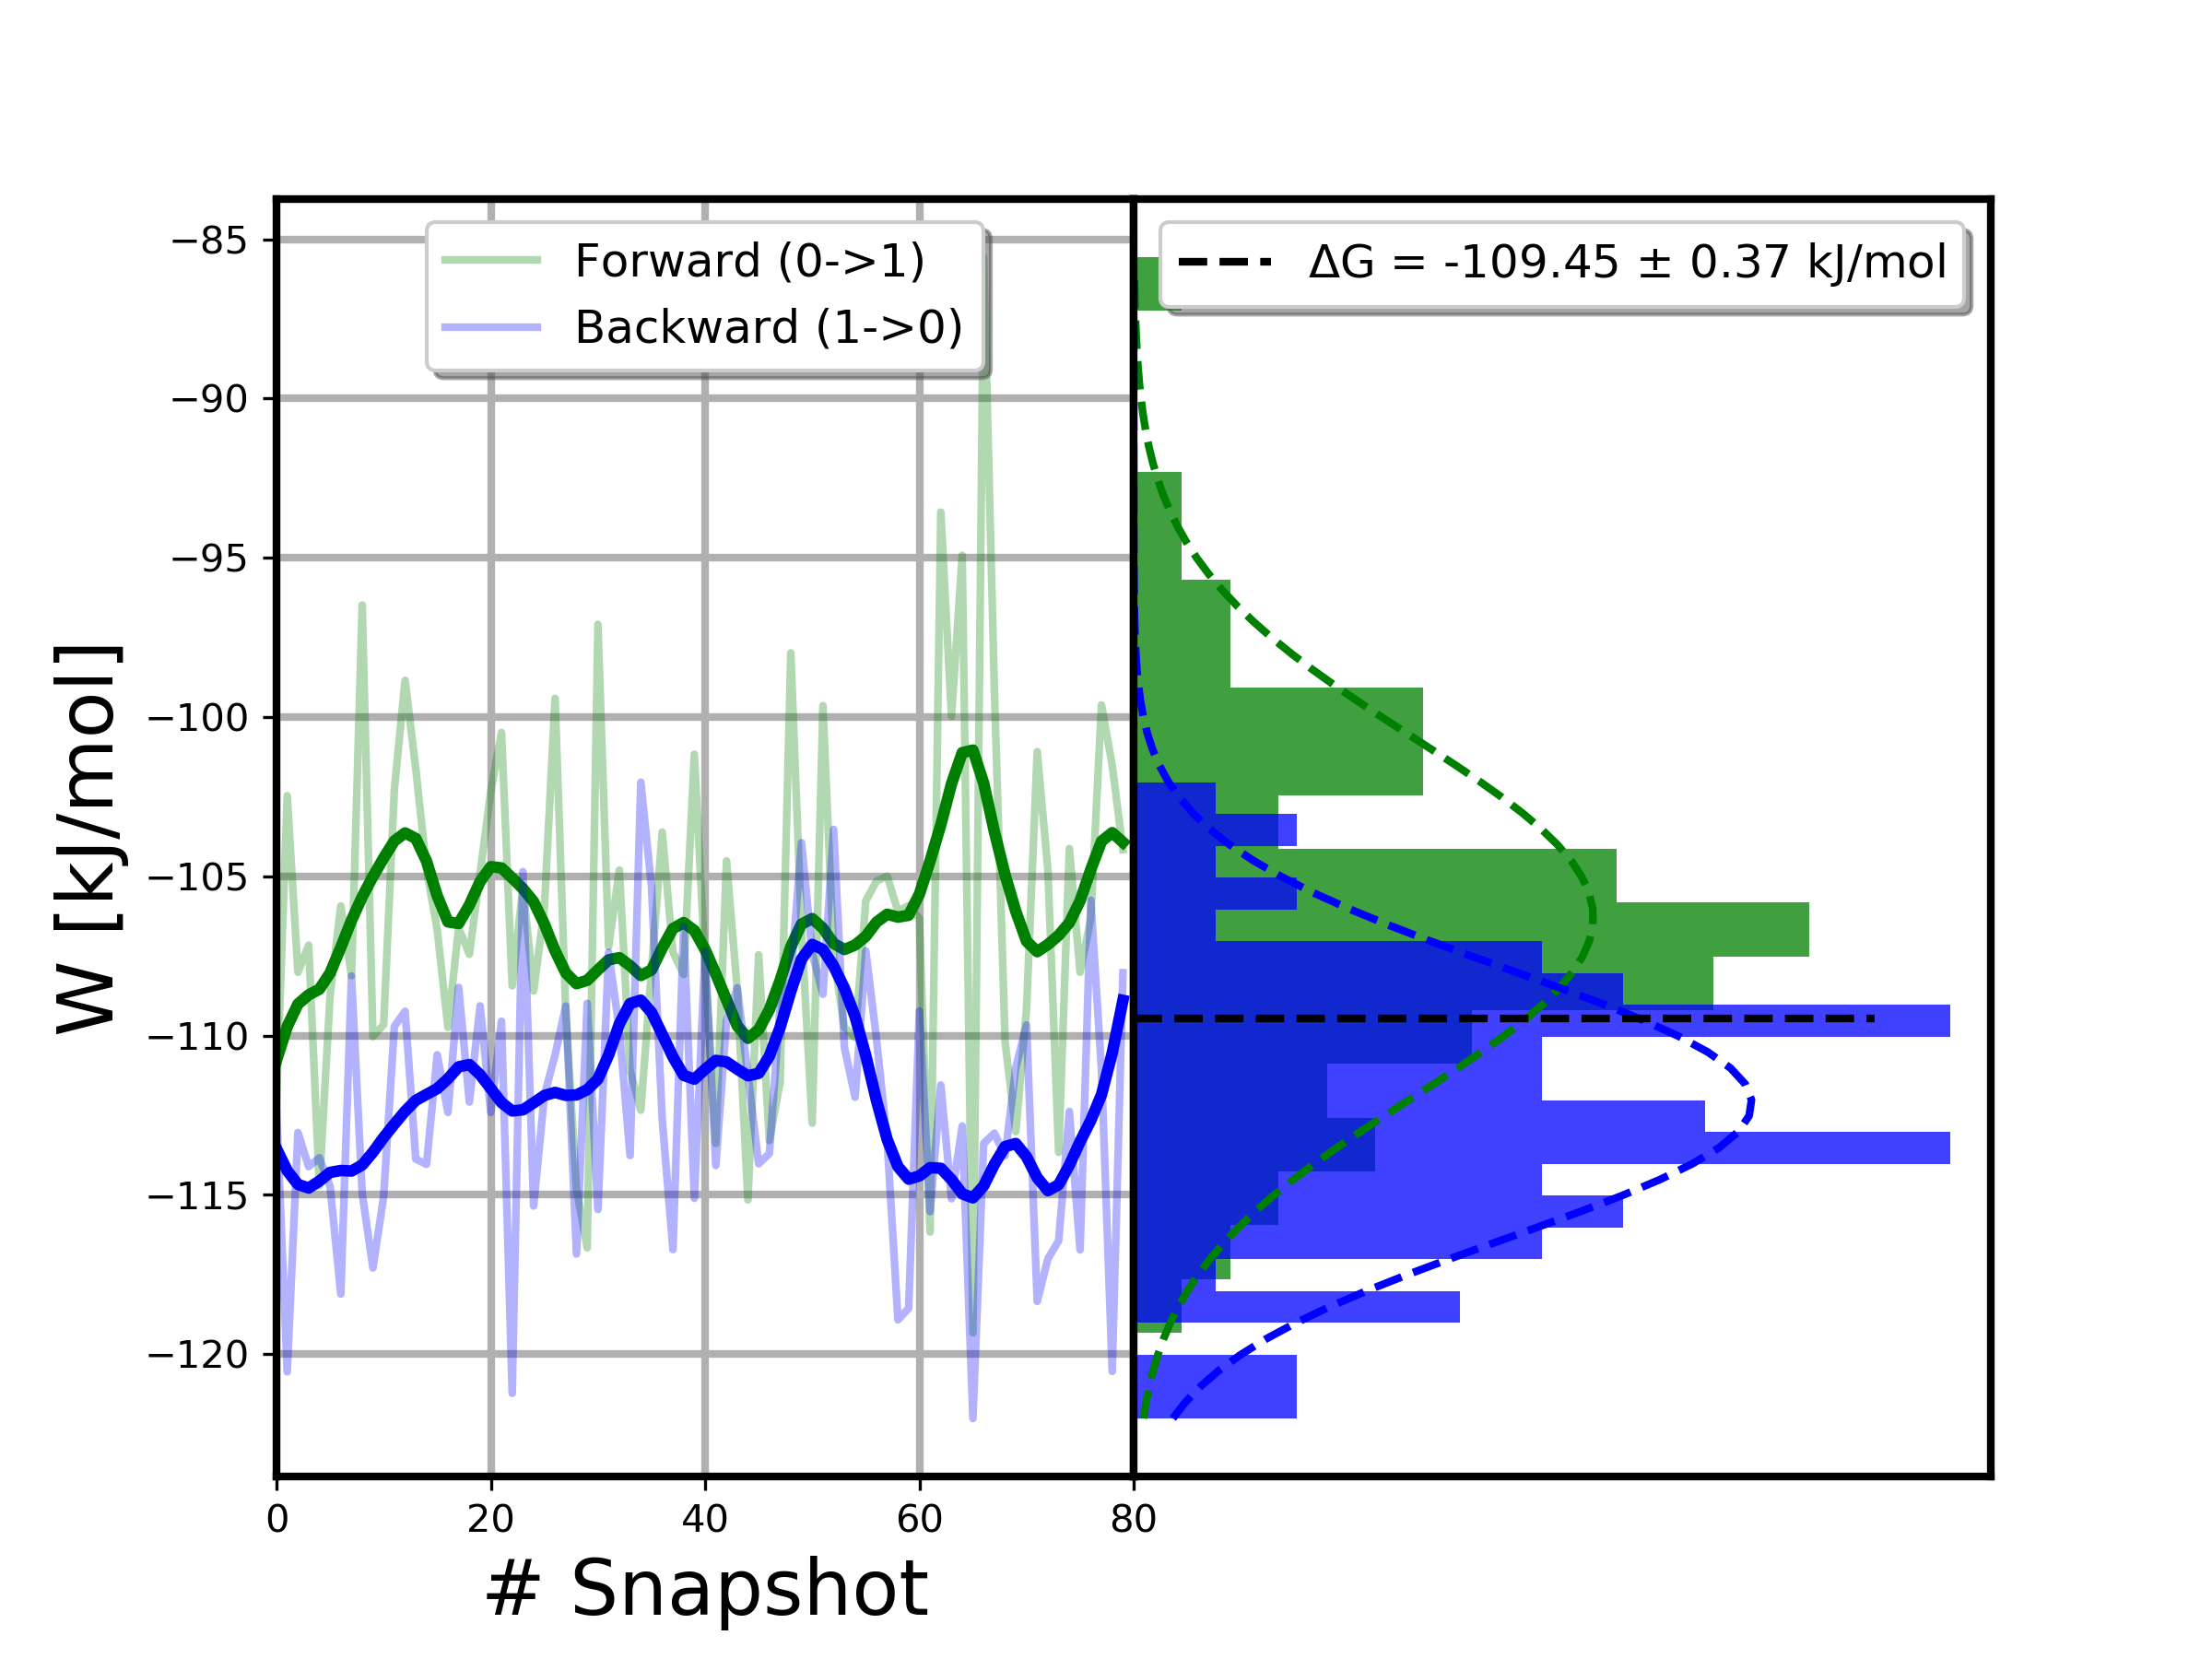 W [kJ/mol]
−85
−90
−95
−100
−105
−110
−115
−120
Forward (0->1)
Backward (1->0)
ΔG = -109.45 ± 0.37 kJ/mol
0 20 40 60 80
# Snapshot